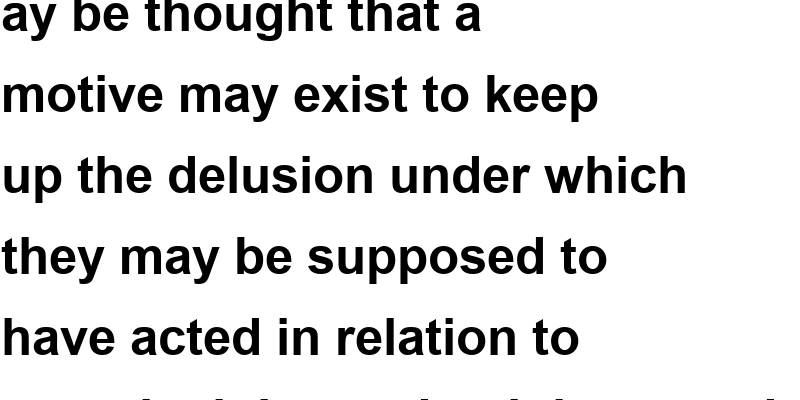 ay be thought that a
motive may exist to keep
up the delusion under which
they may be supposed to
have acted in relation to